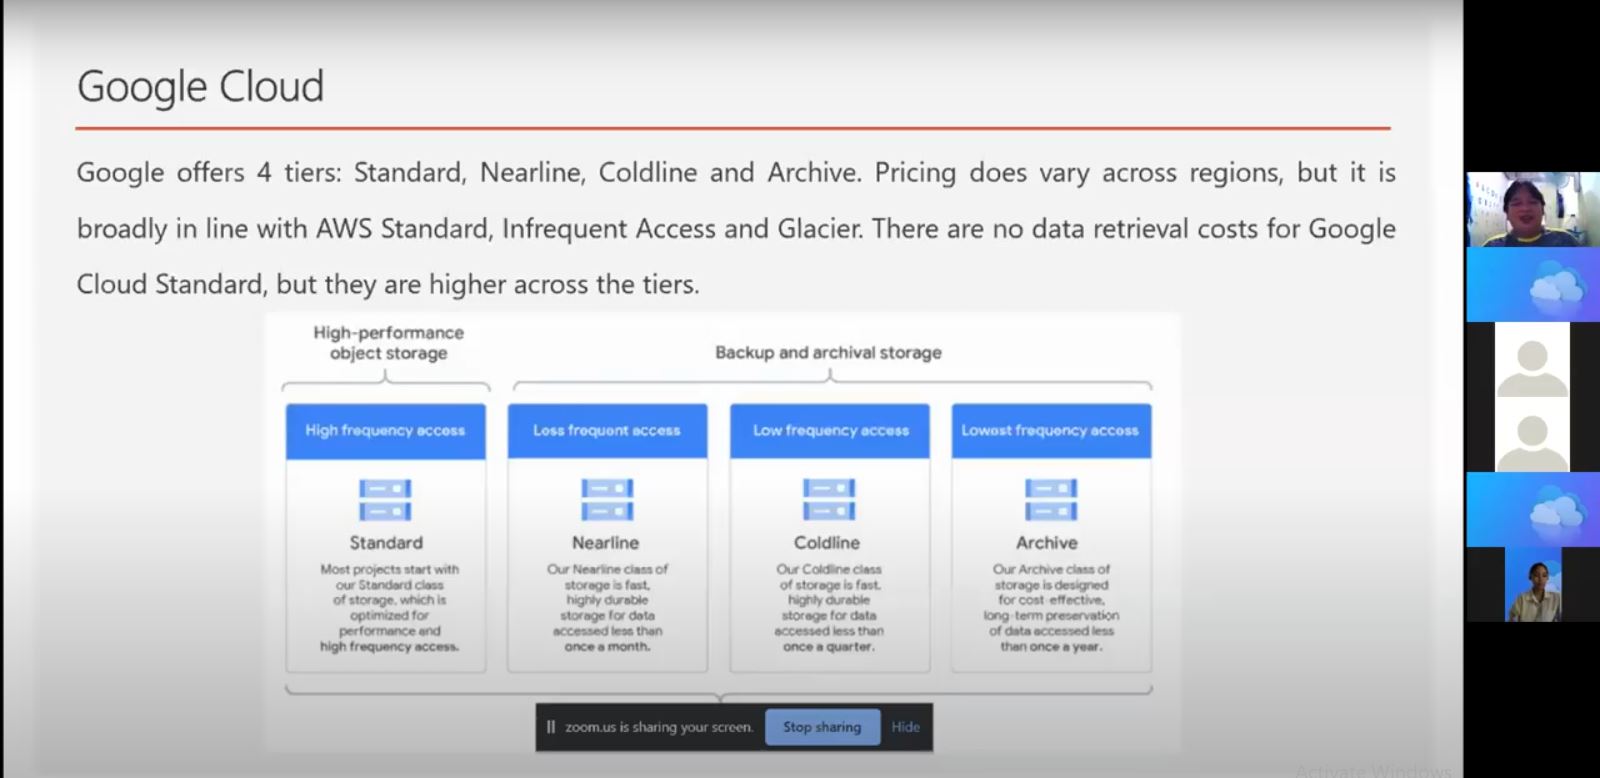 Google Cloud
Google offers 4 tiers: Standard, Nearline, Coldline and Archive. Pricing does vary across regions, but it is
broadly in line with AWS Standard, Infrequent Access and Glacier. There are no data retrieval costs for Google
Cloud Standard, but they are higher across the tiers.
High-performance
object storage
Backup and archival storage
High frequency access
Less frequent access
Low frequency access
Lowest frequency access
Standard
Most projects start with
our Standard class
of storage, which is
optimized for
performance and
high frequency access.
Nearline
Our Nearline class of
storage is fast,
highly durable
storage for data
accessed less than
once a month.
Coldline
Our Coldline class
of storage is fast,
highly durable
storage for data
accessed less than
once a quarter.
Archive
Our Archive class of
storage is designed
for cost-effective,
long-term preservation
of data accessed less
than once a year.
zoom.us is sharing your screen.
Stop sharing
Hide
Activate Windows